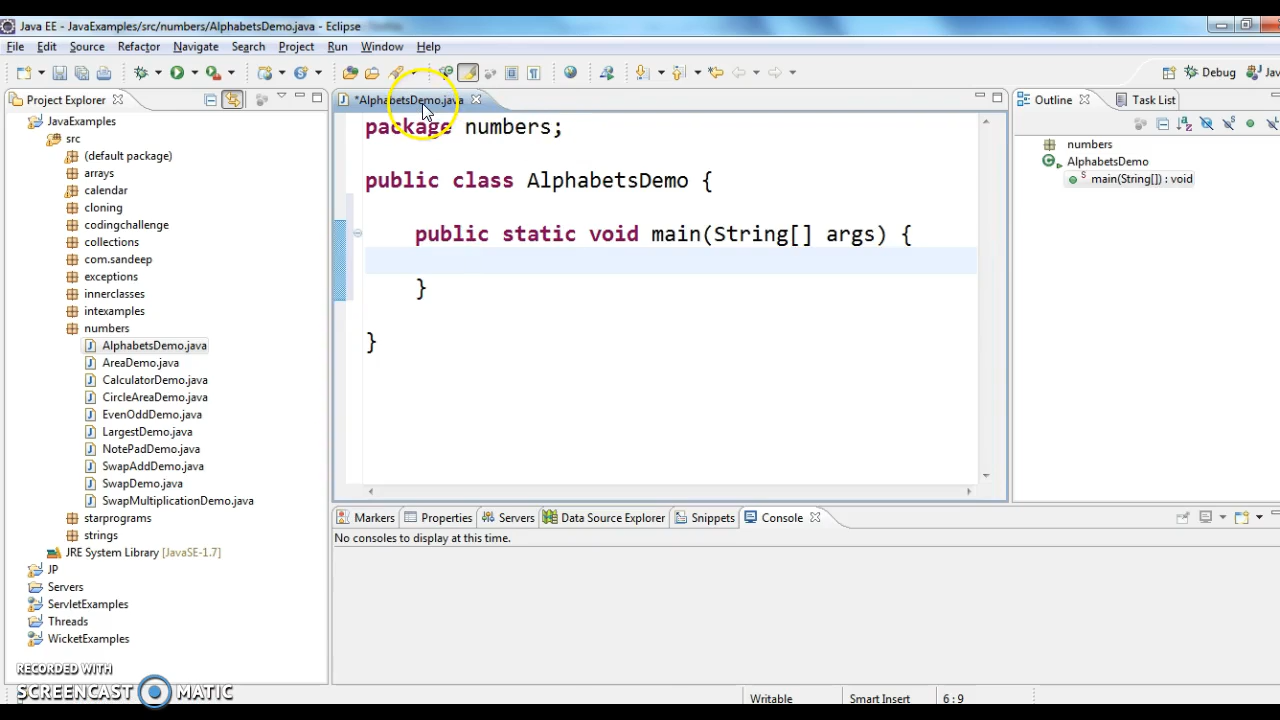 Java EE - JavaExamples/src/numbers/AlphabetsDemo.java - Eclipse
File Edit Source Refactor Navigate Search Project Run Window Help
Debug
Project Explorer
*AlphabetsDemo.java
Outline
Task List
JavaExamples
src
(default package)
arrays
calendar
cloning
codingchallenge
collections
com.sandeep
exceptions
innerclasses
intexamples
numbers
AlphabetsDemo.java
AreaDemo.java
CalculatorDemo.java
CircleAreaDemo.java
EvenOddDemo.java
LargestDemo.java
NotePadDemo.java
SwapAddDemo.java
SwapDemo.java
SwapMultiplicationDemo.java
starprograms
strings
JRE System Library [JavaSE-1.7]
JP
Servers
ServletExamples
Threads
WicketExamples
package numbers;
public class AlphabetsDemo {
public static void main(String[] args) {
}
}
numbers
AlphabetsDemo
main(String[]) : void
Markers Properties Servers Data Source Explorer Snippets Console
No consoles to display at this time.
RECORDED WITH
SCREENCAST MATIC
Writable Smart Insert 6 : 9